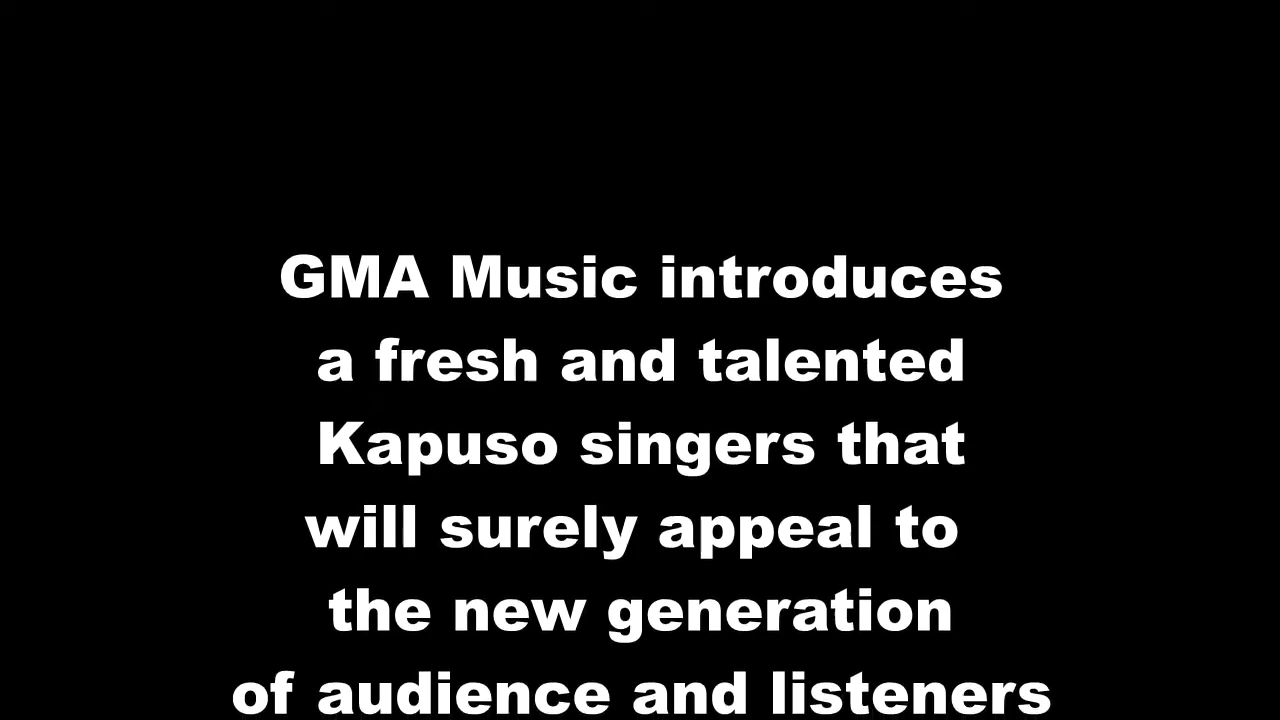 GMA Music introduces
a fresh and talented
Kapuso singers that
will surely appeal to
the new generation
of audience and listeners